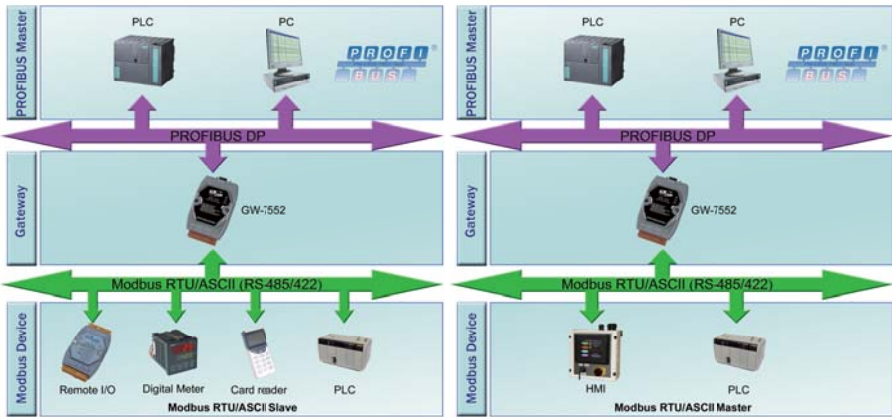 PROFIBUS Master
PLC
PC
PROFI
BUS
®
PROFIBUS DP
Gateway
GW-7552
Modbus RTU/ASCII (RS-485/422)
Modbus Device
Remote I/O
Digital Meter
Card reader
PLC
Modbus RTU/ASCII Slave
PROFIBUS Master
PLC
PC
PROFI
BUS
®
PROFIBUS DP
Gateway
GW-7552
Modbus RTU/ASCII (RS-485/422)
Modbus Device
HMI
PLC
Modbus RTU/ASCII Master